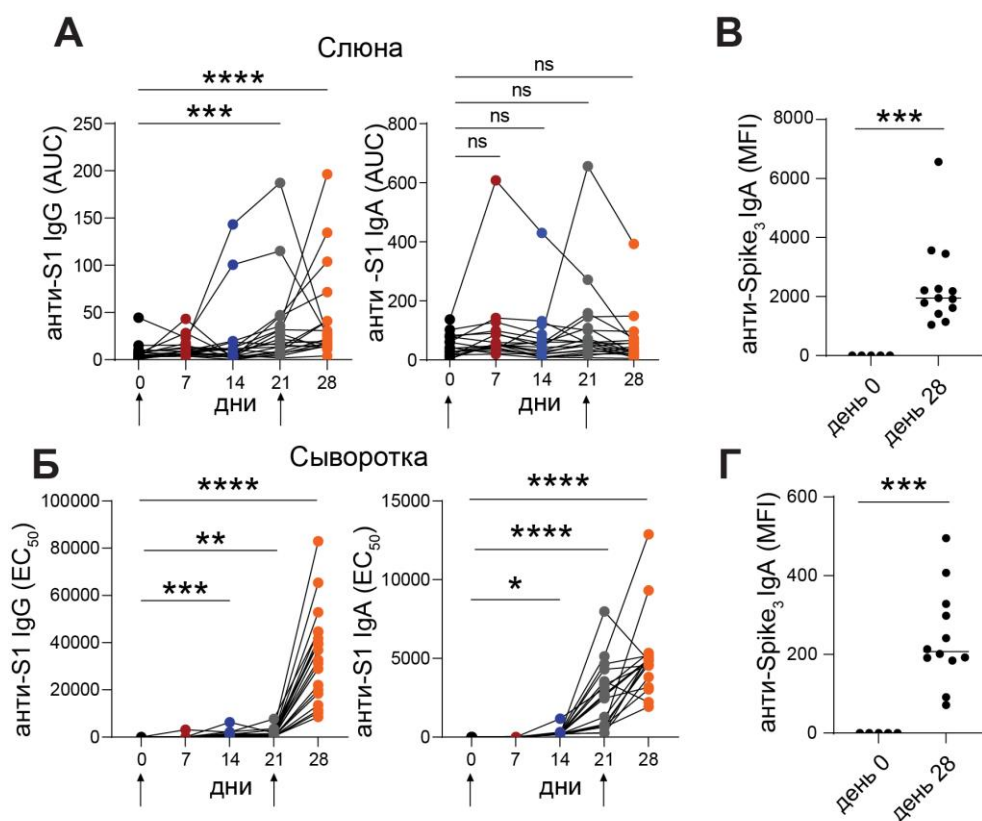 А
Слюна
****
***
анти-S1 IgG (AUC)
250
200
150
100
50
0
0 7 14 21 28
дни
ns
ns
ns
ns
анти -S1 IgA (AUC)
800
600
400
200
0
0 7 14 21 28
дни
В
***
анти-Spike₃ IgA (MFI)
8000
6000
4000
2000
0
день 0
день 28
Б
Сыворотка
****
**
***
анти-S1 IgG (EC₅₀)
100000
80000
60000
40000
20000
0
0 7 14 21 28
дни
****
****
*
анти-S1 IgA (EC₅₀)
15000
10000
5000
0
0 7 14 21 28
дни
Г
***
анти-Spike₃ IgA (MFI)
600
400
200
0
день 0
день 28